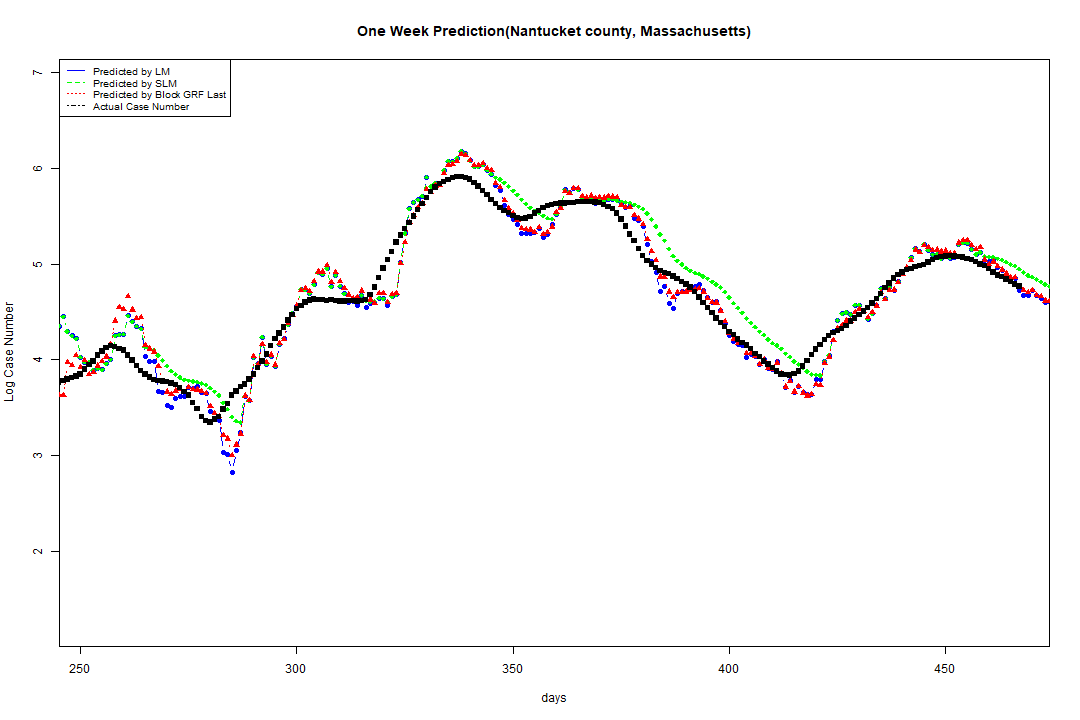 One Week Prediction(Nantucket county, Massachusetts)
Predicted by LM
Predicted by SLM
Predicted by Block GRF Last
Actual Case Number
7
6
5
4
3
2
Log Case Number
250 300 350 400 450
days